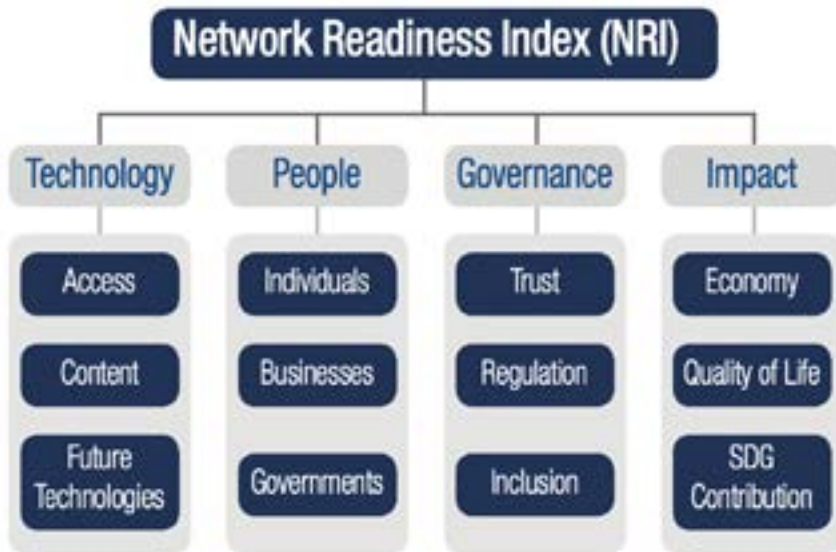 Network Readiness Index (NRI)
Technology
People
Governance
Impact
Access
Individuals
Trust
Economy
Content
Businesses
Regulation
Quality of Life
Future
Technologies
Governments
Inclusion
SDG
Contribution